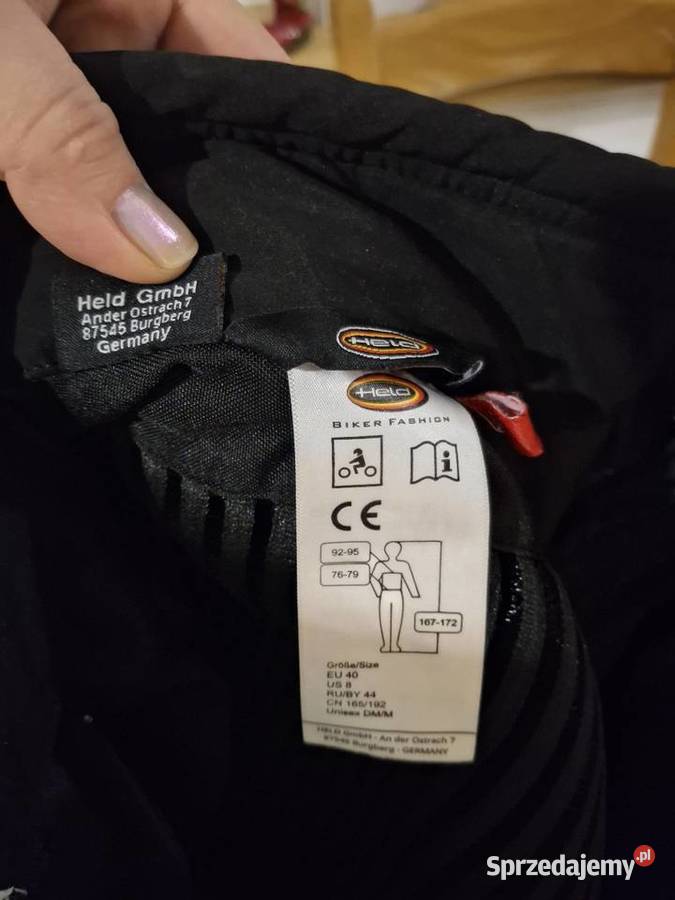 Held GmbH
Ander Ostrach 7
87545 Burgberg
Germany
Held
Held
BIKER FASHION
i
CE
92-95
76-79
167-172
Größe/Size
EU 40
US 8
RU/BY 44
CN 165/192
Unisex DM/M
HELD GmbH - An der Ostrach 7
87545 Burgberg - GERMANY
Sprzedajemy.pl